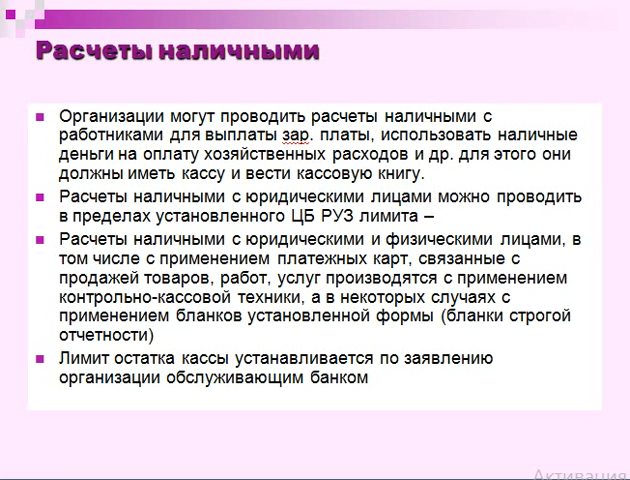 Расчеты наличными
Организации могут проводить расчеты наличными с
работниками для выплаты зар. платы, использовать наличные
деньги на оплату хозяйственных расходов и др. для этого они
должны иметь кассу и вести кассовую книгу.
Расчеты наличными с юридическими лицами можно проводить
в пределах установленного ЦБ РУЗ лимита –
Расчеты наличными с юридическими и физическими лицами, в
том числе с применением платежных карт, связанные с
продажей товаров, работ, услуг производятся с применением
контрольно-кассовой техники, а в некоторых случаях с
применением бланков установленной формы (бланки строгой
отчетности)
Лимит остатка кассы устанавливается по заявлению
организации обслуживающим банком
Активация